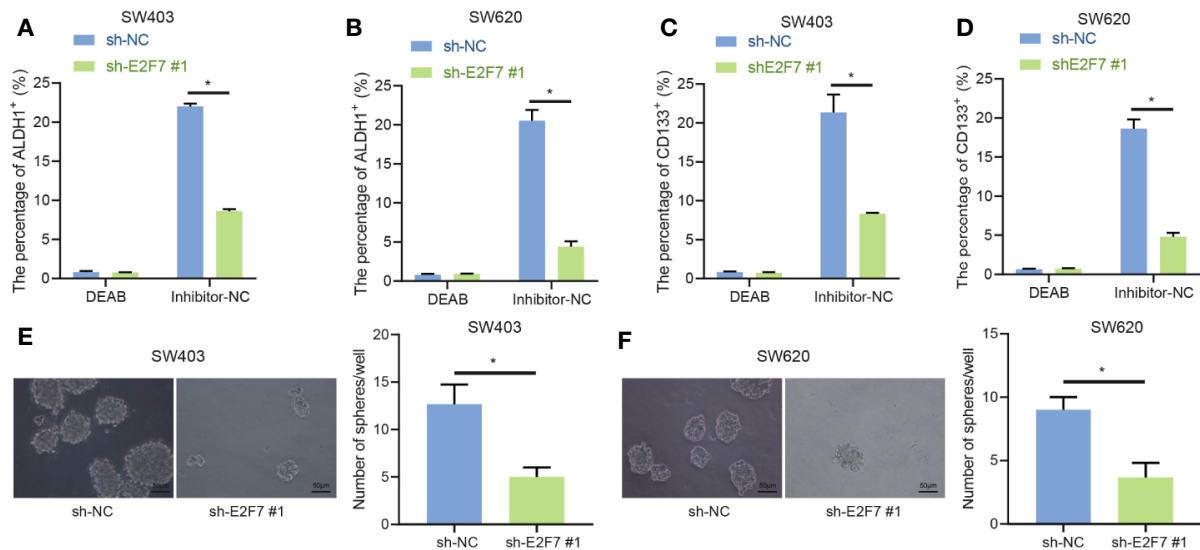 A
SW403
sh-NC
sh-E2F7 #1
The percentage of ALDH1+ (%)
25
20
15
10
5
0
*
DEAB
Inhibitor-NC
B
SW620
sh-NC
sh-E2F7 #1
The percentage of ALDH1+ (%)
25
20
15
10
5
0
*
DEAB
Inhibitor-NC
C
SW403
sh-NC
shE2F7 #1
The percentage of CD133+ (%)
25
20
15
10
5
0
*
DEAB
Inhibitor-NC
D
SW620
sh-NC
shE2F7 #1
The percentage of CD133+ (%)
25
20
15
10
5
0
*
DEAB
Inhibitor-NC
E
SW403
50μm
50μm
sh-NC
sh-E2F7 #1
SW403
Number of spheres/well
20
15
10
5
0
*
sh-NC
sh-E2F7 #1
F
SW620
50μm
50μm
sh-NC
sh-E2F7 #1
SW620
Number of spheres/well
15
10
5
0
*
sh-NC
sh-E2F7 #1